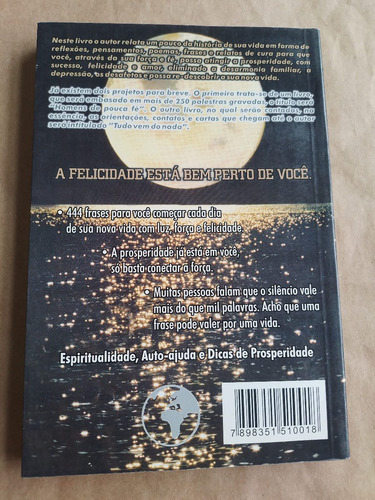 Neste livro o autor relata um pouco da história de sua vida em forma de
reflexões, pensamentos, poemas, frases e relatos de cura para que
você, através da sua força e fé, possa atingir a prosperidade, com
sucesso, felicidade e amor, eliminado a desarmonia familiar, a
depressão, os desafetos e possa re-descobrir a sua nova vida.
Já existem dois projetos para breve. O primeiro trata-se de um livro,
que será embasado em mais de 250 palestras gravadas, o título será
"Homens de pouca fé". O outro livro, no qual serão contados, na
essência, as orientações, contatos e cartas que chegam até o autor
será intitulado "Tudo vem do nada".
A FELICIDADE ESTÁ BEM PERTO DE VOCÊ.
• 444 frases para você começar cada dia
de sua nova vida com luz, força e felicidade.
• A prosperidade já está em você,
só basta conectar a força.
• Muitas pessoas falam que o silêncio vale
mais do que mil palavras. Acho que uma
frase pode valer por uma vida.
Espiritualidade, Auto-ajuda e Dicas de Prosperidade
7 898351 510018